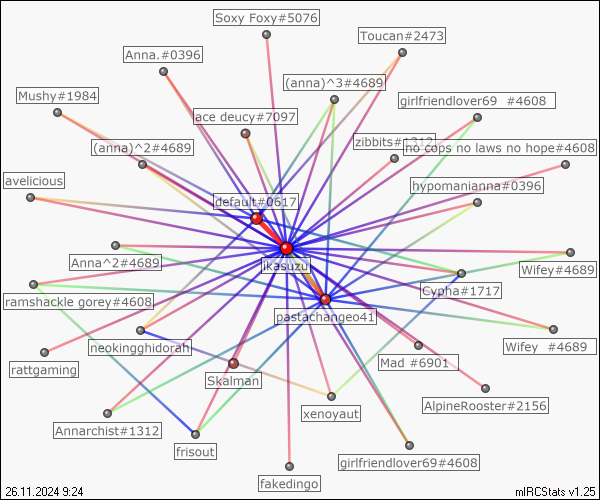 Soxy Foxy#5076
Toucan#2473
Anna.#0396
(anna)^3#4689
Mushy#1984
girlfriendlover69  #4608
ace deucy#7097
zibbits#1312
(anna)^2#4689
no cops no laws no hope#4608
avelicious
hypomanianna#0396
default#0617
Anna^2#4689
ikasuzu
Wifey#4689
Cypha#1717
ramshackle gorey#4608
pastachangeo41
neokingghidorah
Wifey  #4689
rattgaming
Mad #6901
Skalman
AlpineRooster#2156
xenoyaut
Annarchist#1312
frisout
girlfriendlover69#4608
fakedingo
26.11.2024 9:24
mIRCStats v1.25